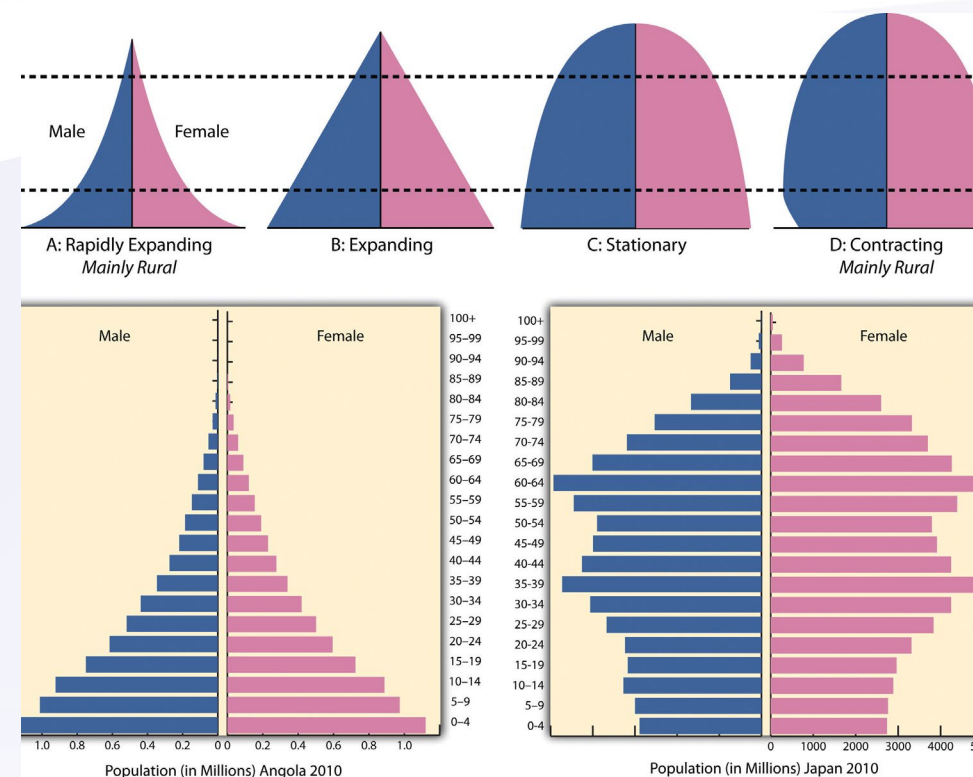 Male
Female
A: Rapidly Expanding
Mainly Rural
B: Expanding
C: Stationary
D: Contracting
Mainly Rural
Male
Female
100+
95–99
90–94
85–89
80–84
75–79
70–74
65–69
60–64
55–59
50–54
45–49
40–44
35–39
30–34
25–29
20–24
15–19
10–14
5–9
0–4
1.0 0.8 0.6 0.4 0.2 0 0 0.2 0.4 0.6 0.8 1.0
Population (in Millions) Angola 2010
Male
Female
100+
95-99
90-94
85-89
80-84
75-79
70-74
65-69
60-64
55-59
50-54
45-49
40-44
35-39
30-34
25-29
20-24
15-19
10–14
5–9
0-4
0 1000 2000 3000 4000
Population (in Millions) Japan 2010